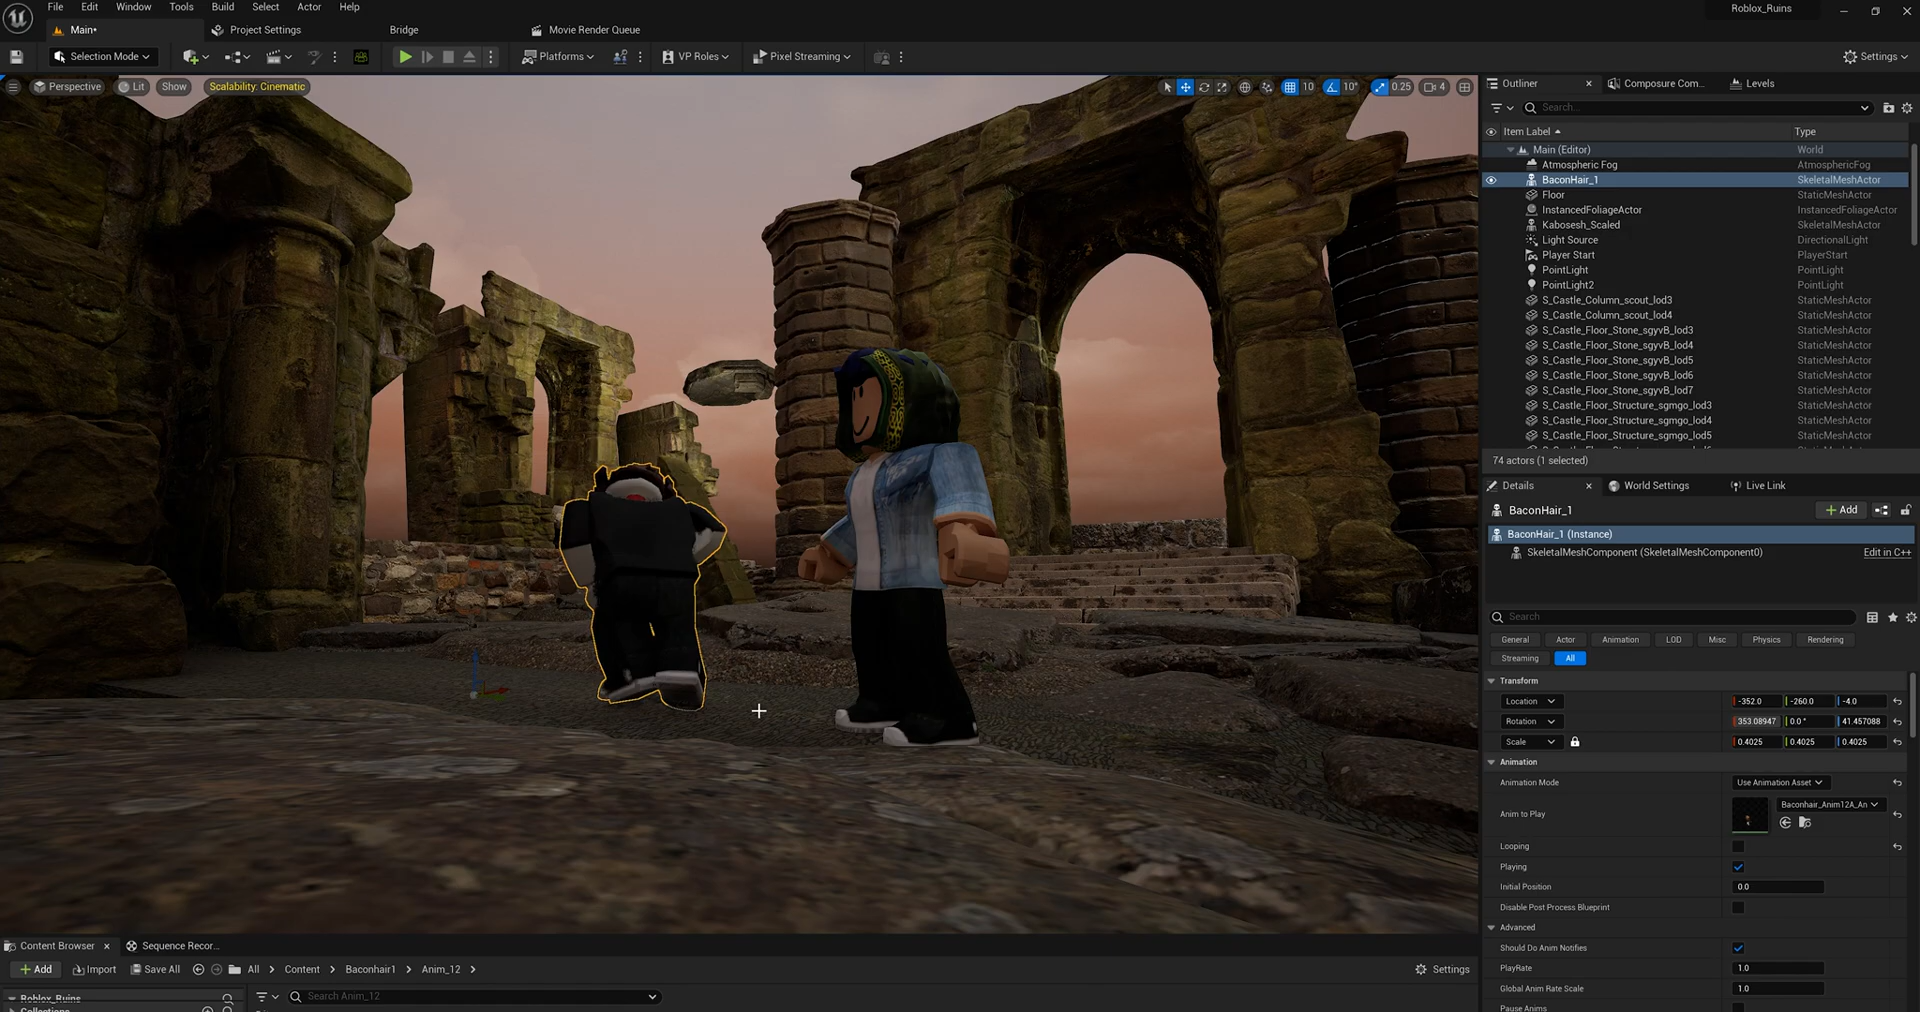 File Edit Window Tools Build Select Actor Help
Roblox_Ruins
Main•
Project Settings
Bridge
Movie Render Queue
Selection Mode
Platforms
VP Roles
Pixel Streaming
Settings
Perspective
Lit
Show
Scalability: Cinematic
10
10°
0.25
4
Outliner
Composure Com...
Levels
Search...
Item Label
Type
Main (Editor) World
Atmospheric Fog AtmosphericFog
BaconHair_1 SkeletalMeshActor
Floor StaticMeshActor
InstancedFoliageActor InstancedFoliageActor
Kabosesh_Scaled SkeletalMeshActor
Light Source DirectionalLight
Player Start PlayerStart
PointLight PointLight
PointLight2 PointLight
S_Castle_Column_scout_lod3 StaticMeshActor
S_Castle_Column_scout_lod4 StaticMeshActor
S_Castle_Floor_Stone_sgyvB_lod3 StaticMeshActor
S_Castle_Floor_Stone_sgyvB_lod4 StaticMeshActor
S_Castle_Floor_Stone_sgyvB_lod5 StaticMeshActor
S_Castle_Floor_Stone_sgyvB_lod6 StaticMeshActor
S_Castle_Floor_Stone_sgyvB_lod7 StaticMeshActor
S_Castle_Floor_Structure_sgmgo_lod3 StaticMeshActor
S_Castle_Floor_Structure_sgmgo_lod4 StaticMeshActor
S_Castle_Floor_Structure_sgmgo_lod5 StaticMeshActor
74 actors (1 selected)
Details
World Settings
Live Link
BaconHair_1
Add
BaconHair_1 (Instance)
SkeletalMeshComponent (SkeletalMeshComponent0) Edit in C++
Search
General Actor Animation LOD Misc Physics Rendering
Streaming All
Transform
Location -352.0 -260.0 -4.0
Rotation 353.08947 0.0 ° 41.457088
Scale 0.4025 0.4025 0.4025
Animation
Animation Mode Use Animation Asset
Anim to Play Baconhair_Anim12A_An
Looping
Playing
Initial Position 0.0
Disable Post Process Blueprint
Advanced
Should Do Anim Notifies
PlayRate 1.0
Global Anim Rate Scale 1.0
Pause Anims
Content Browser
Sequence Recor...
Add
Import
Save All
All
Content
Baconhair1
Anim_12
Settings
Roblox_Ruins
Search Anim_12
Collections